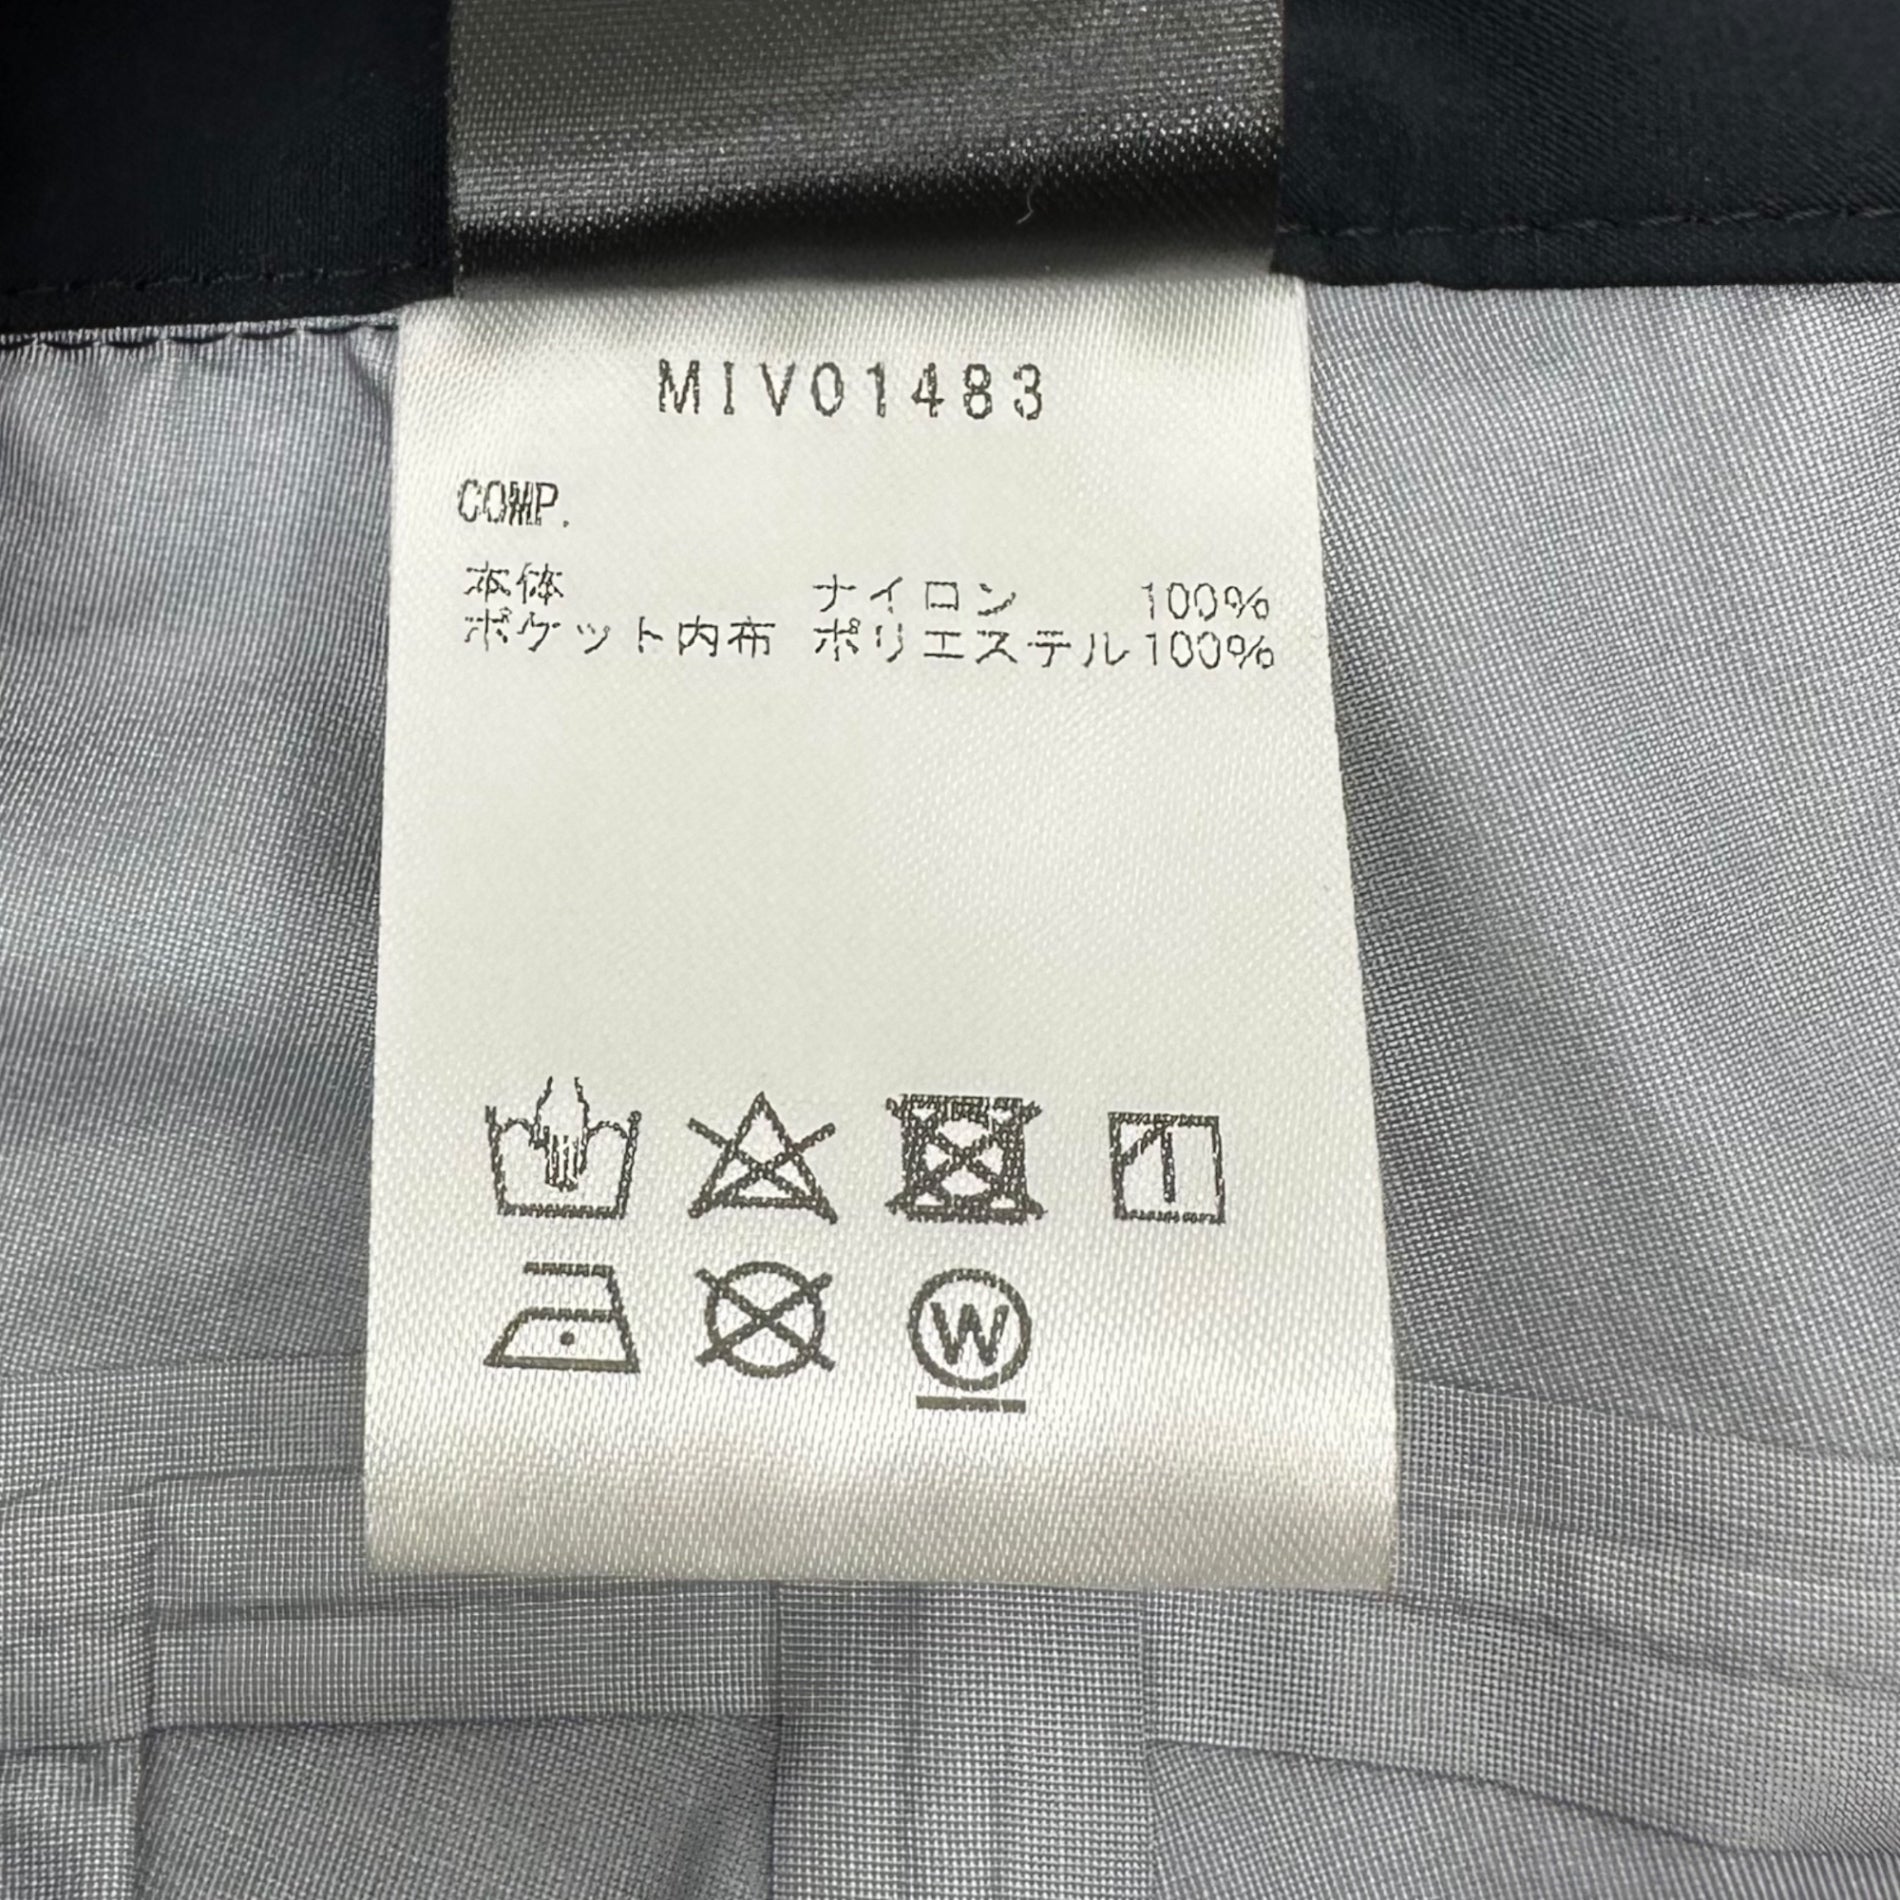 MIV01483
COMP.
本体 ナイロン 100%
ポケット内布 ポリエステル100%
W